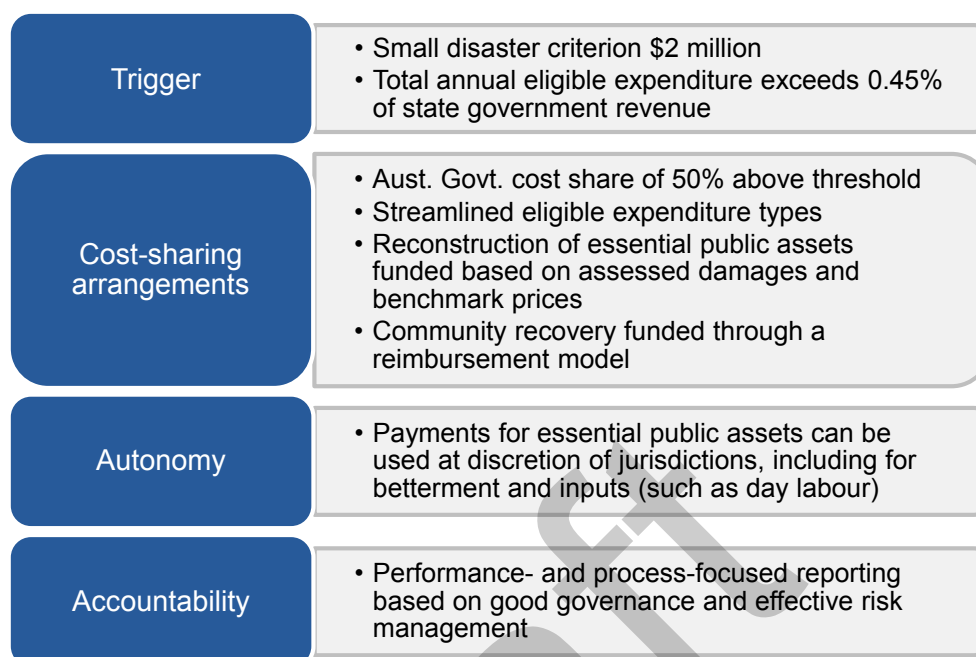 Trigger
• Small disaster criterion $2 million
• Total annual eligible expenditure exceeds 0.45%
of state government revenue
Cost-sharing
arrangements
• Aust. Govt. cost share of 50% above threshold
• Streamlined eligible expenditure types
• Reconstruction of essential public assets
funded based on assessed damages and
benchmark prices
• Community recovery funded through a
reimbursement model
Autonomy
• Payments for essential public assets can be
used at discretion of jurisdictions, including for
betterment and inputs (such as day labour)
Accountability
• Performance- and process-focused reporting
based on good governance and effective risk
management